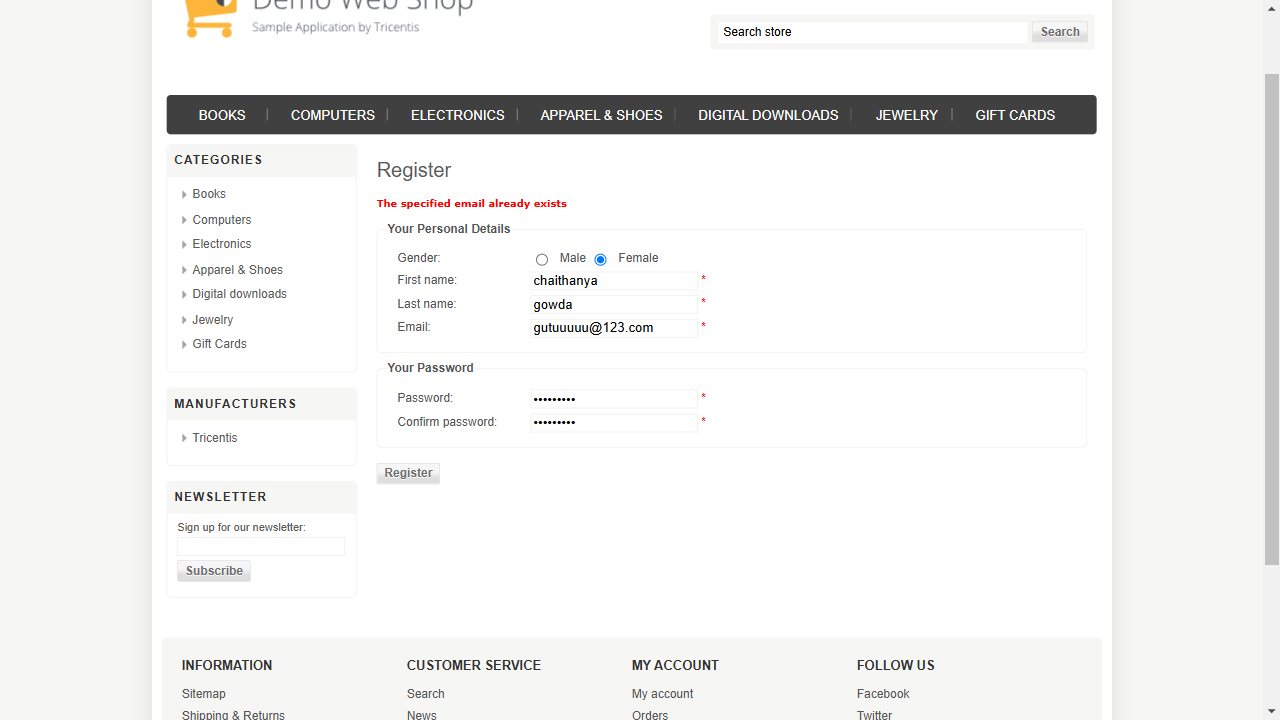 Demo Web Shop
Sample Application by Tricentis
Search store
Search
BOOKS
COMPUTERS
ELECTRONICS
APPAREL & SHOES
DIGITAL DOWNLOADS
JEWELRY
GIFT CARDS
CATEGORIES
Books
Computers
Electronics
Apparel & Shoes
Digital downloads
Jewelry
Gift Cards
MANUFACTURERS
Tricentis
NEWSLETTER
Sign up for our newsletter:
Subscribe
Register
The specified email already exists
Your Personal Details
Gender: Male Female
First name: chaithanya *
Last name: gowda *
Email: gutuuuuu@123.com *
Your Password
Password: ••••••••• *
Confirm password: ••••••••• *
Register
INFORMATION
Sitemap
Shipping & Returns
CUSTOMER SERVICE
Search
News
MY ACCOUNT
My account
Orders
FOLLOW US
Facebook
Twitter